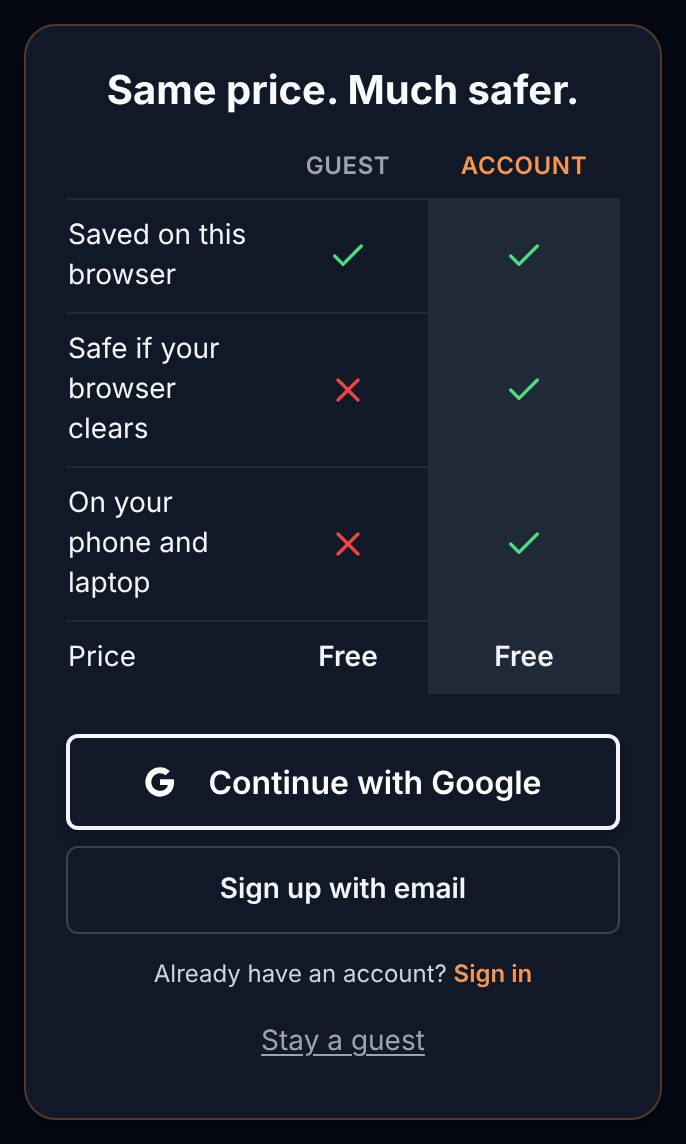 Same price. Much safer.
GUEST ACCOUNT
Saved on this
browser
Safe if your
browser
clears
On your
phone and
laptop
Price Free Free
G Continue with Google
Sign up with email
Already have an account? Sign in
Stay a guest